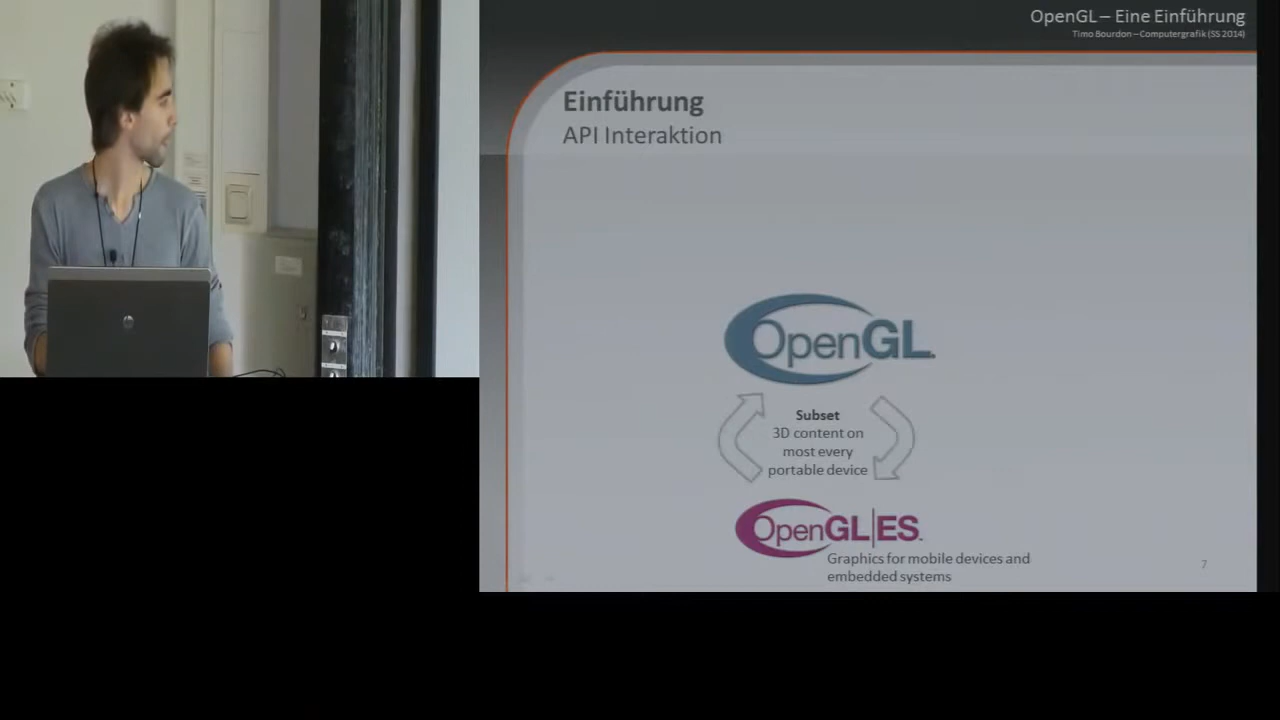 OpenGL – Eine Einführung
Timo Bourdon – Computergrafik (SS 2014)
Einführung
API Interaktion
OpenGL.
Subset
3D content on
most every
portable device
OpenGL|ES.
Graphics for mobile devices and
embedded systems
7
hp